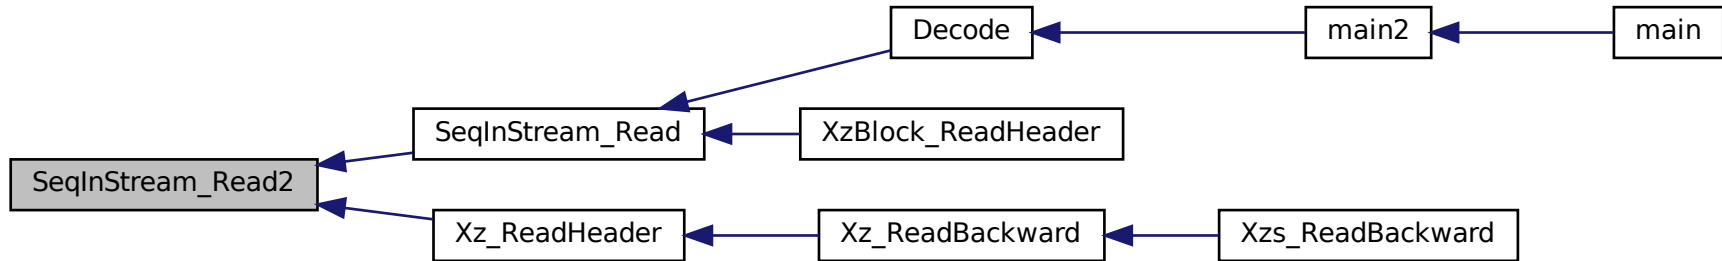 Decode
main2
main
SeqInStream_Read
XzBlock_ReadHeader
SeqInStream_Read2
Xz_ReadHeader
Xz_ReadBackward
Xzs_ReadBackward